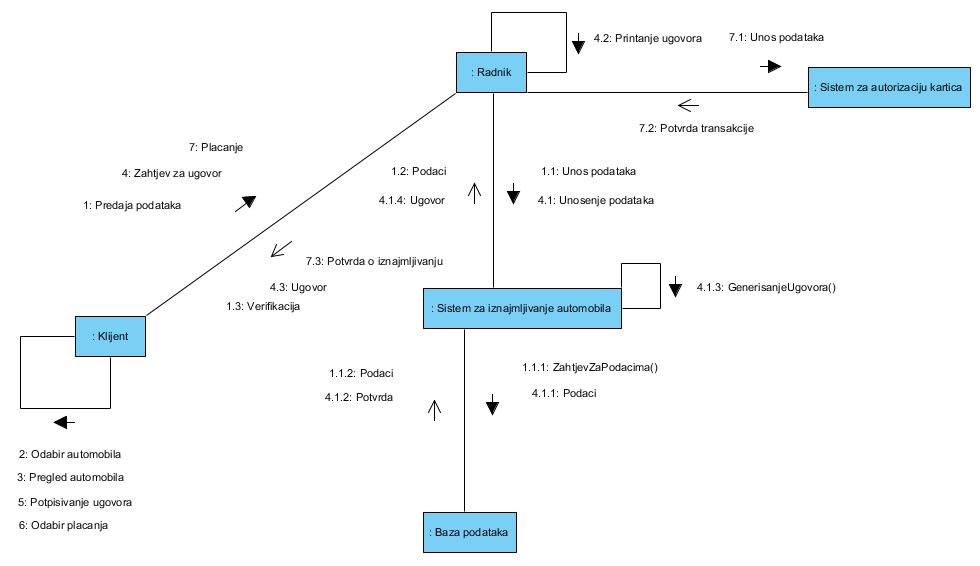 4.2: Printanje ugovora
7.1: Unos podataka
: Radnik
: Sistem za autorizaciju kartica
7.2: Potvrda transakcije
7: Placanje
4: Zahtjev za ugovor
1: Predaja podataka
1.2: Podaci
4.1.4: Ugovor
1.1: Unos podataka
4.1: Unosenje podataka
7.3: Potvrda o iznajmljivanju
4.3: Ugovor
1.3: Verifikacija
: Sistem za iznajmljivanje automobila
4.1.3: GenerisanjeUgovora()
: Klijent
1.1.2: Podaci
4.1.2: Potvrda
1.1.1: ZahtjevZaPodacima()
4.1.1: Podaci
2: Odabir automobila
3: Pregled automobila
5: Potpisivanje ugovora
6: Odabir placanja
: Baza podataka